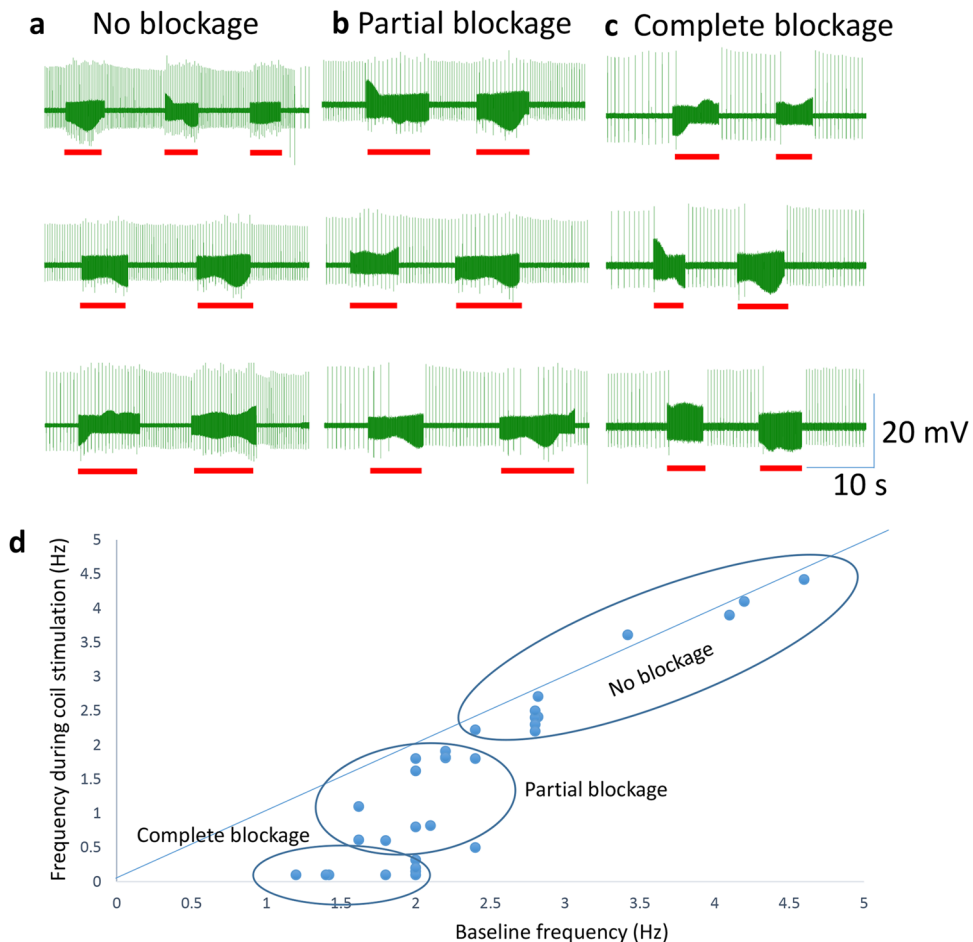 a No blockage
b Partial blockage
c Complete blockage
20 mV
10 s
d
Frequency during coil stimulation (Hz)
5
4.5
4
3.5
3
2.5
2
1.5
1
0.5
0
No blockage
Partial blockage
Complete blockage
0 0.5 1 1.5 2 2.5 3 3.5 4 4.5 5
Baseline frequency (Hz)